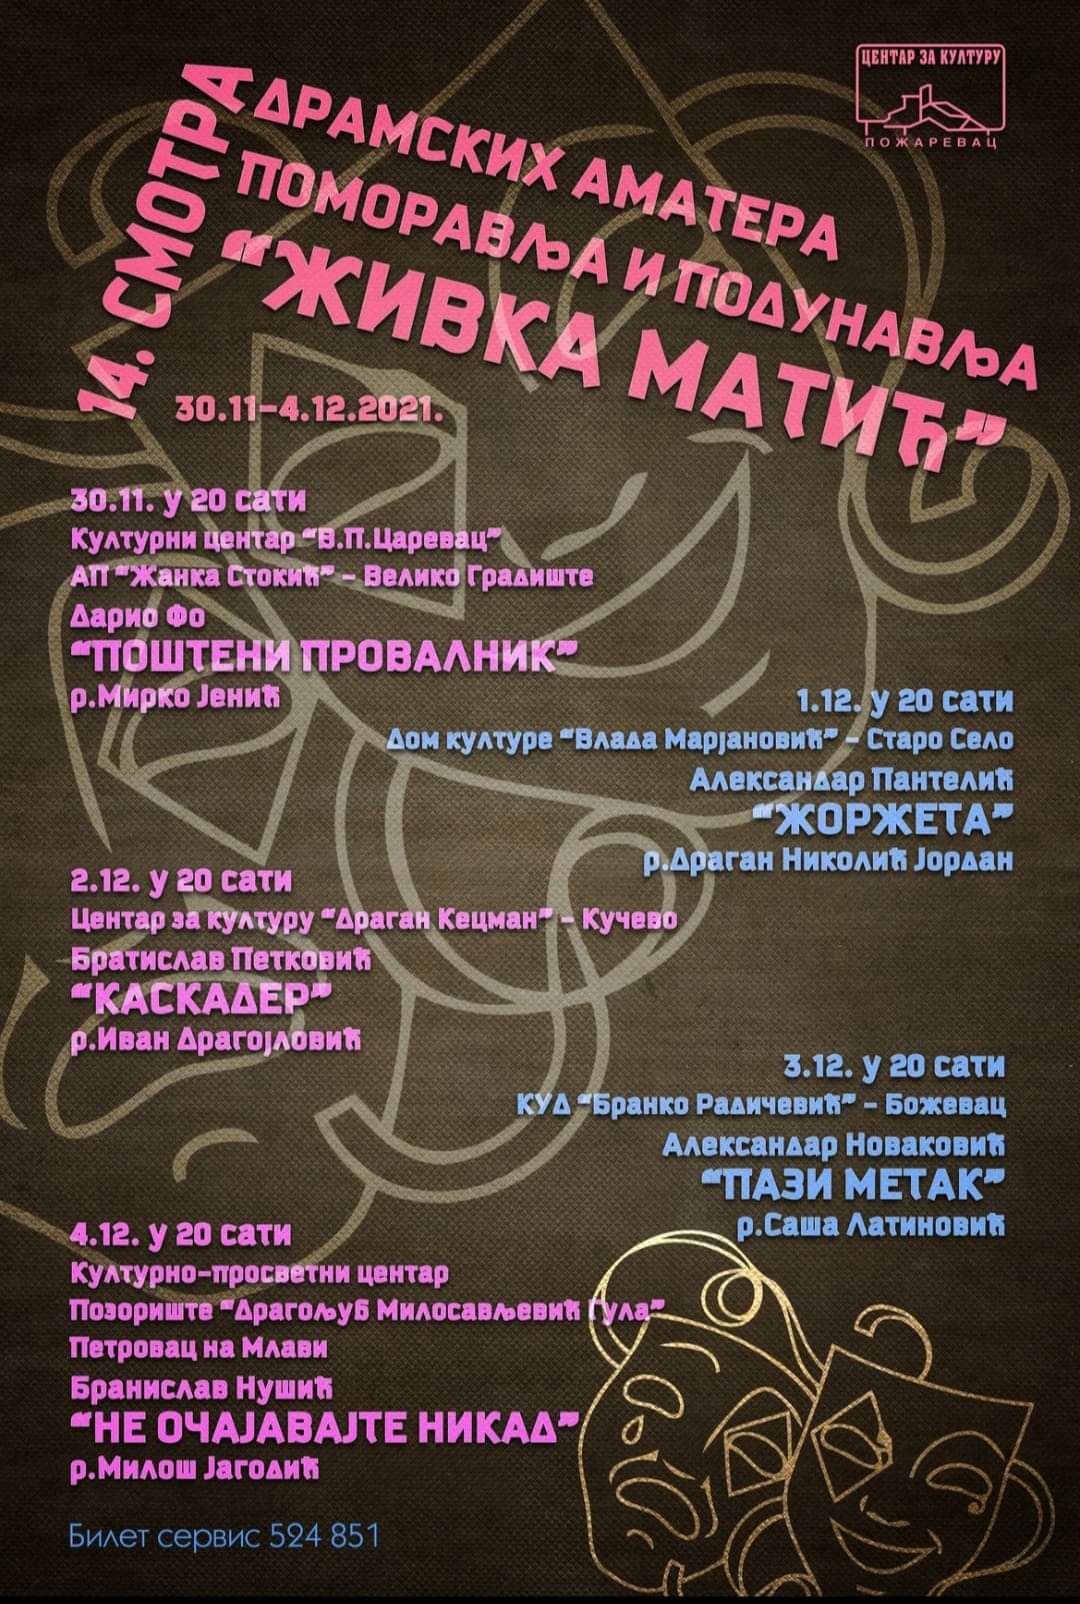 ЦЕНТАР ЗА КУЛТУРУ
ПОЖАРЕВАЦ
14. СМОТРА
ДРАМСКИХ АМАТЕРА
ПОМОРАВЉА И ПОДУНАВЉА
“ЖИВКА МАТИЋ”
30.11-4.12.2021.
30.11. у 20 сати
Културни центар “В.П.Царевац”
АП “Жанка Стокић” - Велико Градиште
Дарио Фо
“ПОШТЕНИ ПРОВАЛНИК”
р.Мирко Јенић
1.12. у 20 сати
Дом културе “Влада Марјановић” - Старо Село
Александар Пантелић
“ЖОРЖЕТА”
р.Драган Николић Јордан
2.12. у 20 сати
Центар за културу “Драган Кецман” - Кучево
Братислав Петковић
“КАСКАДЕР”
р.Иван Драгојловић
3.12. у 20 сати
КУД “Бранко Радичевић” - Божевац
Александар Новаковић
“ПАЗИ МЕТАК”
р.Саша Латиновић
4.12. у 20 сати
Културно-просветни центар
Позориште “Драгољуб Милосављевић Гула”
Петровац на Млави
Бранислав Нушић
“НЕ ОЧАЈАВАЈТЕ НИКАД”
р.Милош Јагодић
Билет сервис 524 851